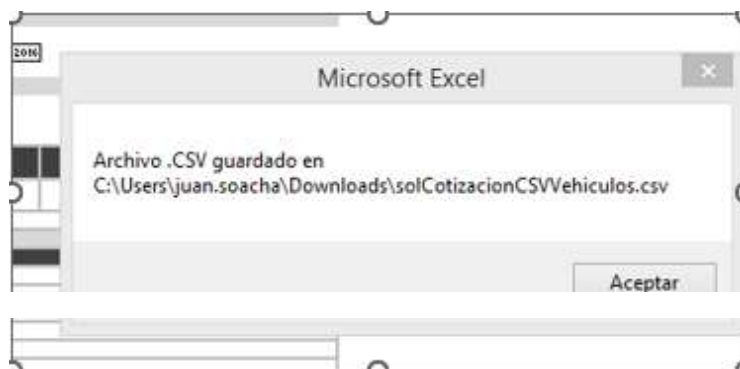 2016
Microsoft Excel
Archivo .CSV guardado en
C:\Users\juan.soacha\Downloads\solCotizacionCSVVehiculos.csv
Aceptar